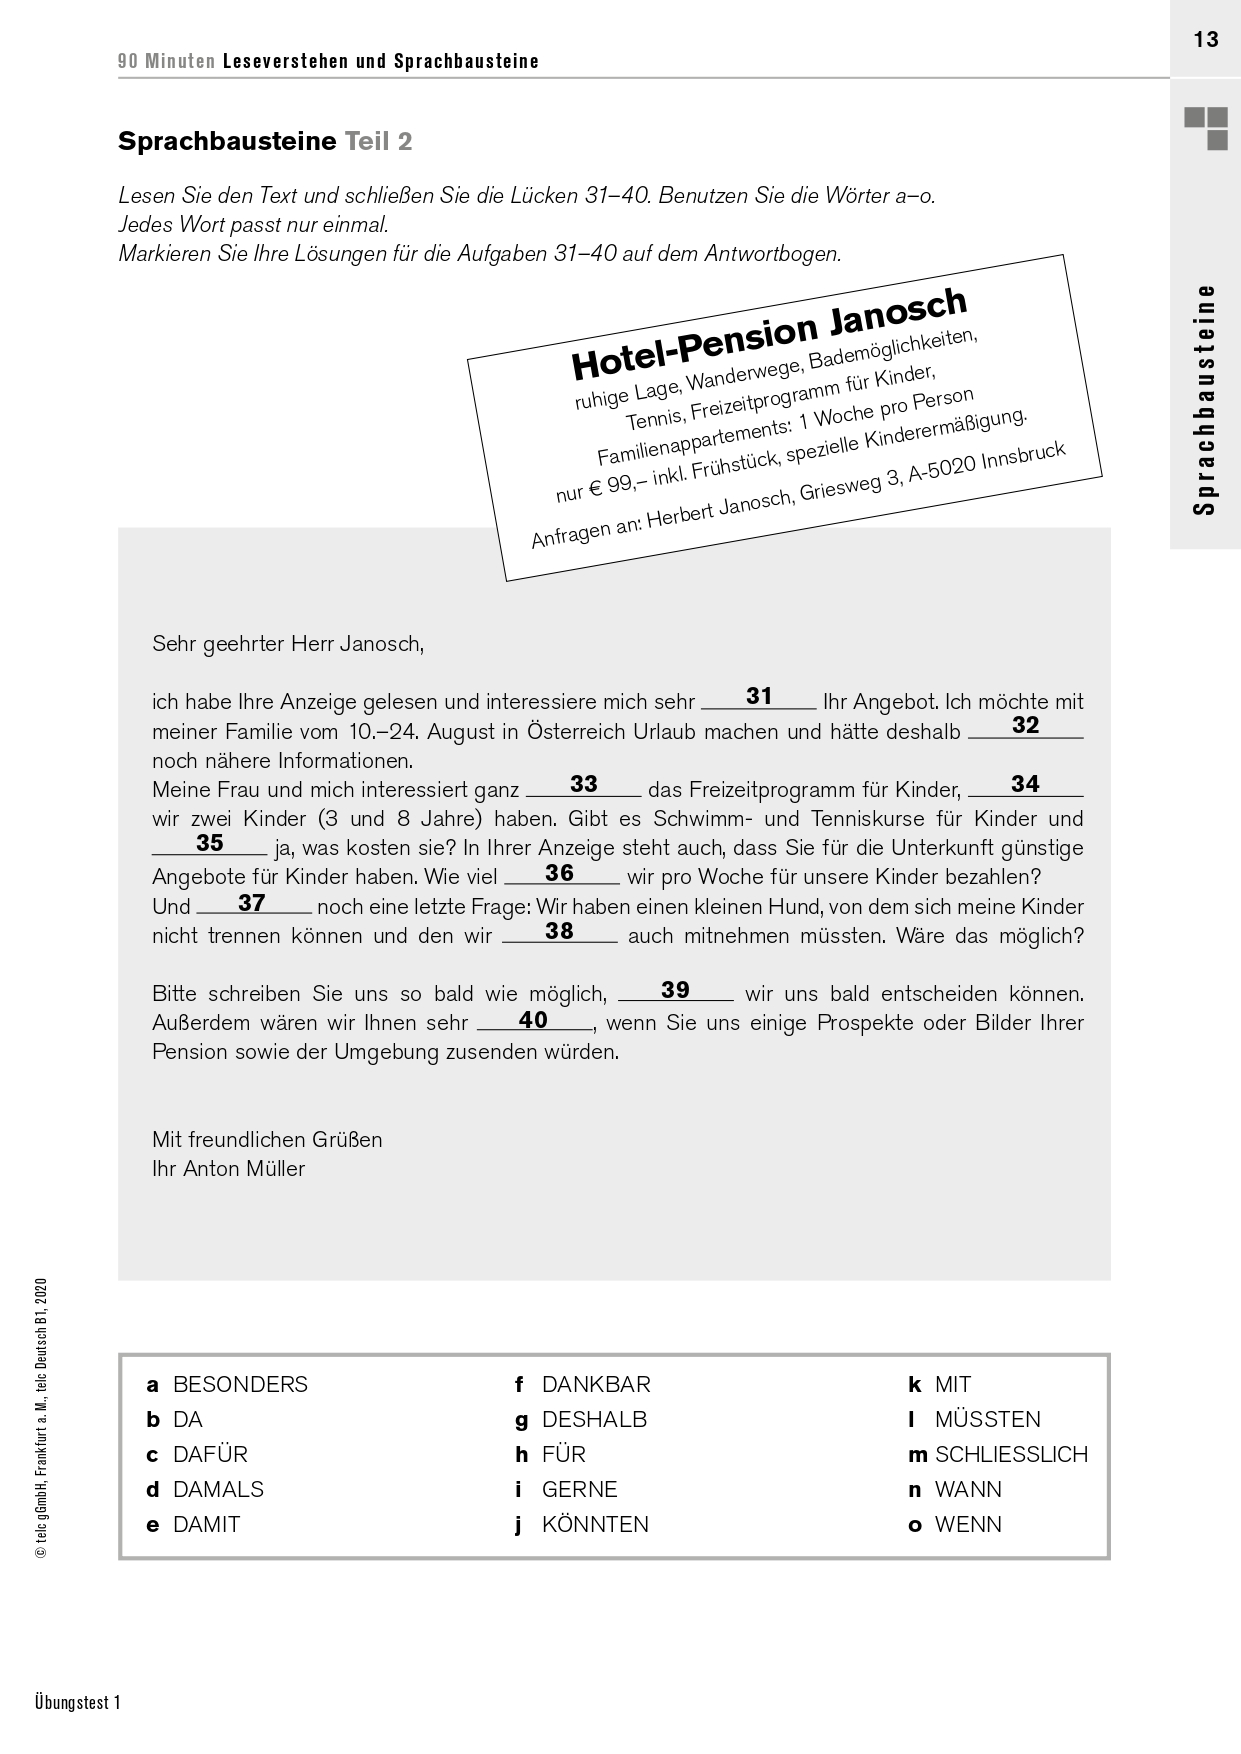 13
90 Minuten Leseverstehen und Sprachbausteine
Sprachbausteine Teil 2
Lesen Sie den Text und schließen Sie die Lücken 31–40. Benutzen Sie die Wörter a–o.
Jedes Wort passt nur einmal.
Markieren Sie Ihre Lösungen für die Aufgaben 31–40 auf dem Antwortbogen.
Sprachbausteine
Hotel-Pension Janosch
ruhige Lage, Wanderwege, Bademöglichkeiten,
Tennis, Freizeitprogramm für Kinder,
Familienappartements: 1 Woche pro Person
nur € 99,– inkl. Frühstück, spezielle Kinderermäßigung.
Anfragen an: Herbert Janosch, Griesweg 3, A-5020 Innsbruck
Sehr geehrter Herr Janosch,
ich habe Ihre Anzeige gelesen und interessiere mich sehr 31 Ihr Angebot. Ich möchte mit
meiner Familie vom 10.–24. August in Österreich Urlaub machen und hätte deshalb 32
noch nähere Informationen.
Meine Frau und mich interessiert ganz 33 das Freizeitprogramm für Kinder, 34
wir zwei Kinder (3 und 8 Jahre) haben. Gibt es Schwimm- und Tenniskurse für Kinder und
35 ja, was kosten sie? In Ihrer Anzeige steht auch, dass Sie für die Unterkunft günstige
Angebote für Kinder haben. Wie viel 36 wir pro Woche für unsere Kinder bezahlen?
Und 37 noch eine letzte Frage: Wir haben einen kleinen Hund, von dem sich meine Kinder
nicht trennen können und den wir 38 auch mitnehmen müssten. Wäre das möglich?
Bitte schreiben Sie uns so bald wie möglich, 39 wir uns bald entscheiden können.
Außerdem wären wir Ihnen sehr 40, wenn Sie uns einige Prospekte oder Bilder Ihrer
Pension sowie der Umgebung zusenden würden.
Mit freundlichen Grüßen
Ihr Anton Müller
a BESONDERS
b DA
c DAFÜR
d DAMALS
e DAMIT
f DANKBAR
g DESHALB
h FÜR
i GERNE
j KÖNNTEN
k MIT
l MÜSSTEN
m SCHLIESSLICH
n WANN
o WENN
© telc gGmbH, Frankfurt a. M., telc Deutsch B1, 2020
Übungstest 1